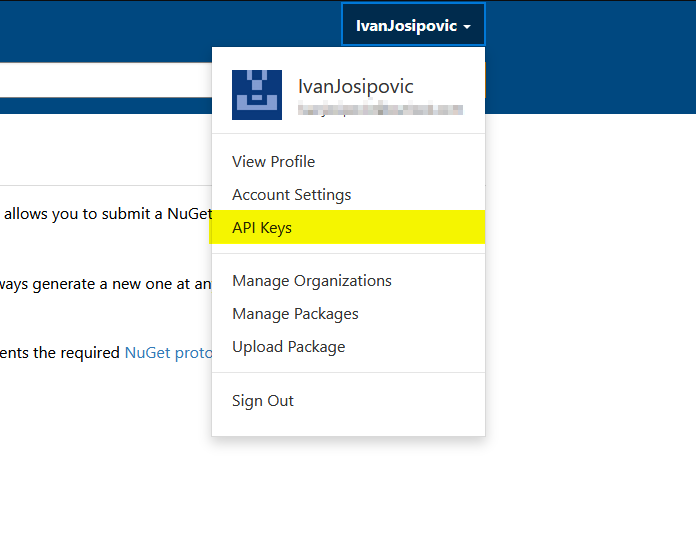 IvanJosipovic
IvanJosipovic
View Profile
Account Settings
allows you to submit a NuGet
API Keys
ways generate a new one at an
Manage Organizations
Manage Packages
ents the required NuGet proto
Upload Package
Sign Out